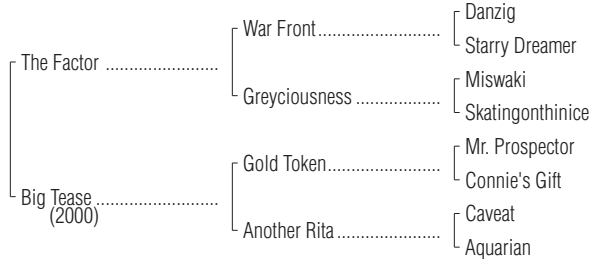 Danzig
War Front
Starry Dreamer
The Factor
Miswaki
Greyciousness
Skatingonthinice
Mr. Prospector
Gold Token
Connie's Gift
Big Tease
(2000)
Caveat
Another Rita
Aquarian